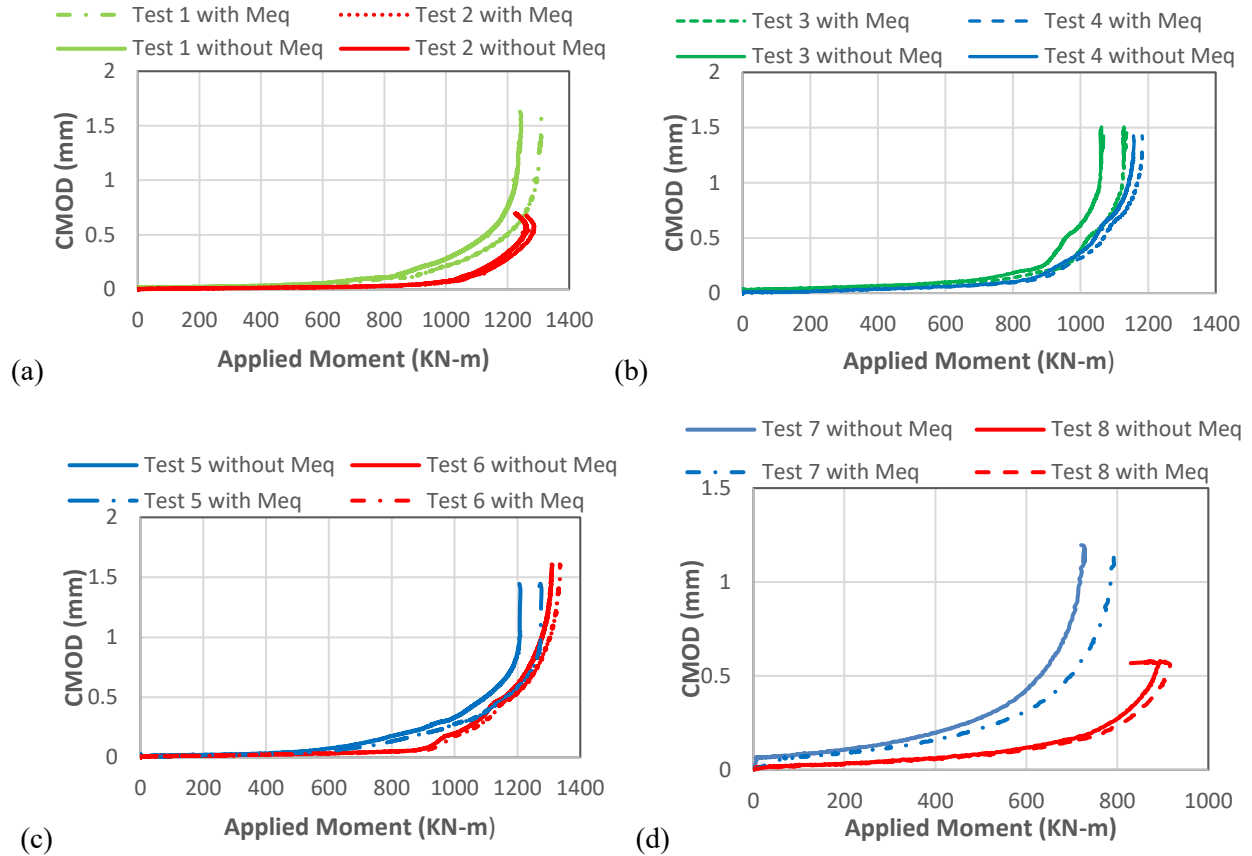 Test 1 with Meq Test 2 with Meq
Test 1 without Meq Test 2 without Meq
2
1.5
1
0.5
0
CMOD (mm)
0 200 400 600 800 1000 1200 1400
Applied Moment (KN-m)
(a)
Test 3 with Meq Test 4 with Meq
Test 3 without Meq Test 4 without Meq
2
1.5
1
0.5
0
CMOD (mm)
0 200 400 600 800 1000 1200 1400
Applied Moment (KN-m)
(b)
Test 5 without Meq Test 6 without Meq
Test 5 with Meq Test 6 with Meq
2
1.5
1
0.5
0
CMOD (mm)
0 200 400 600 800 1000 1200 1400
Applied Moment (KN-m)
(c)
Test 7 without Meq Test 8 without Meq
Test 7 with Meq Test 8 with Meq
1.5
1
0.5
0
CMOD (mm)
0 200 400 600 800 1000
Applied Moment (KN-m)
(d)